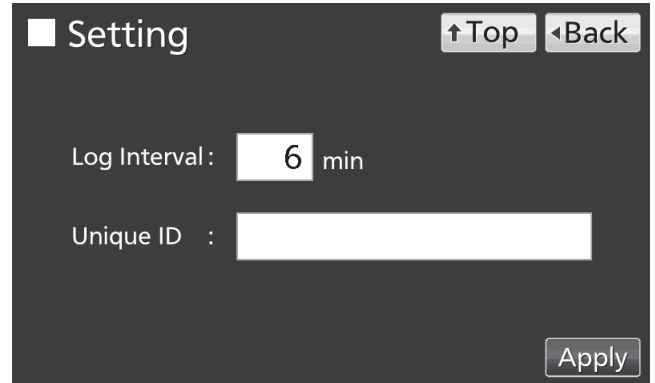 Setting
↑Top
◂Back
Log Interval: 6 min
Unique ID :
Apply